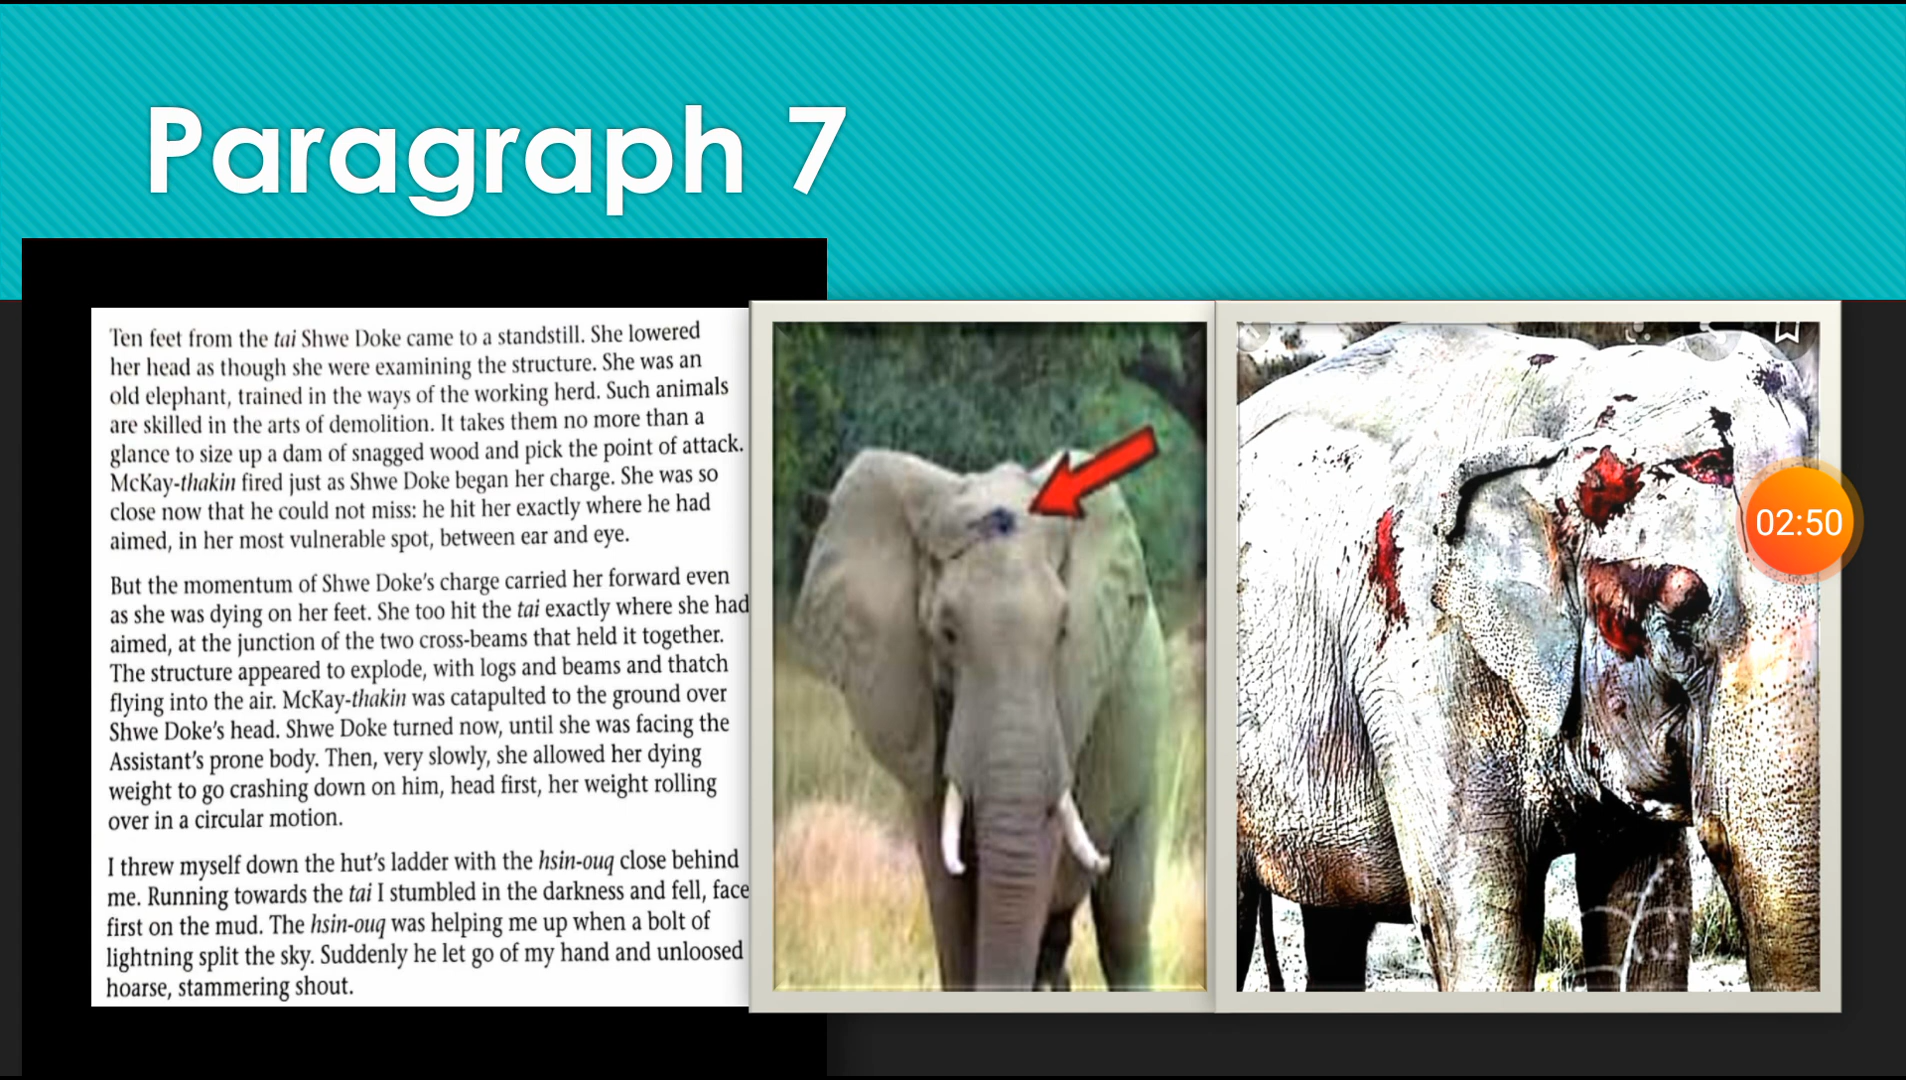 Paragraph 7
Ten feet from the tai Shwe Doke came to a standstill. She lowered
her head as though she were examining the structure. She was an
old elephant, trained in the ways of the working herd. Such animals
are skilled in the arts of demolition. It takes them no more than a
glance to size up a dam of snagged wood and pick the point of attack.
McKay-thakin fired just as Shwe Doke began her charge. She was so
close now that he could not miss: he hit her exactly where he had
aimed, in her most vulnerable spot, between ear and eye.
But the momentum of Shwe Doke's charge carried her forward even
as she was dying on her feet. She too hit the tai exactly where she had
aimed, at the junction of the two cross-beams that held it together.
The structure appeared to explode, with logs and beams and thatch
flying into the air. McKay-thakin was catapulted to the ground over
Shwe Doke's head. Shwe Doke turned now, until she was facing the
Assistant's prone body. Then, very slowly, she allowed her dying
weight to go crashing down on him, head first, her weight rolling
over in a circular motion.
I threw myself down the hut's ladder with the hsin-ouq close behind
me. Running towards the tai I stumbled in the darkness and fell, face
first on the mud. The hsin-ouq was helping me up when a bolt of
lightning split the sky. Suddenly he let go of my hand and unloosed
hoarse, stammering shout.
02:50